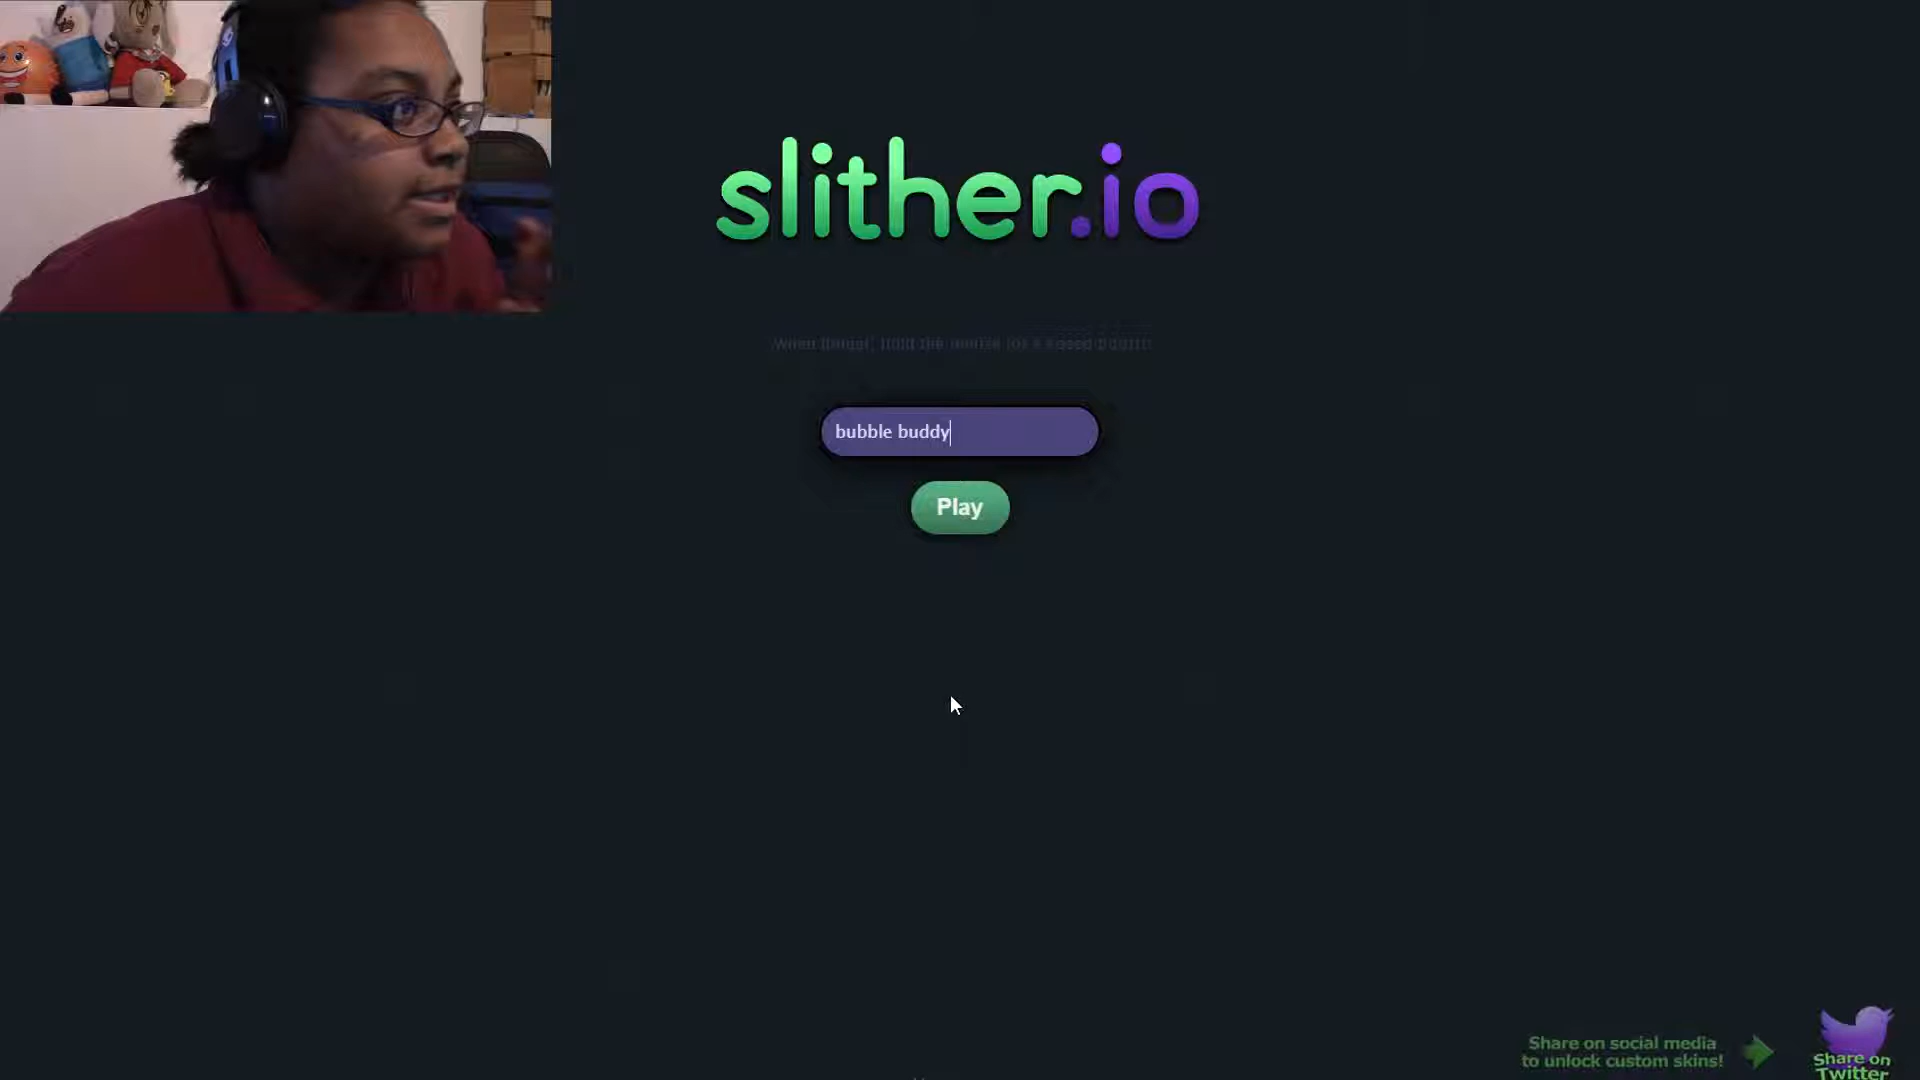 slither.io
bubble buddy
Play
Share on social media
to unlock custom skins!
Share on
Twitter